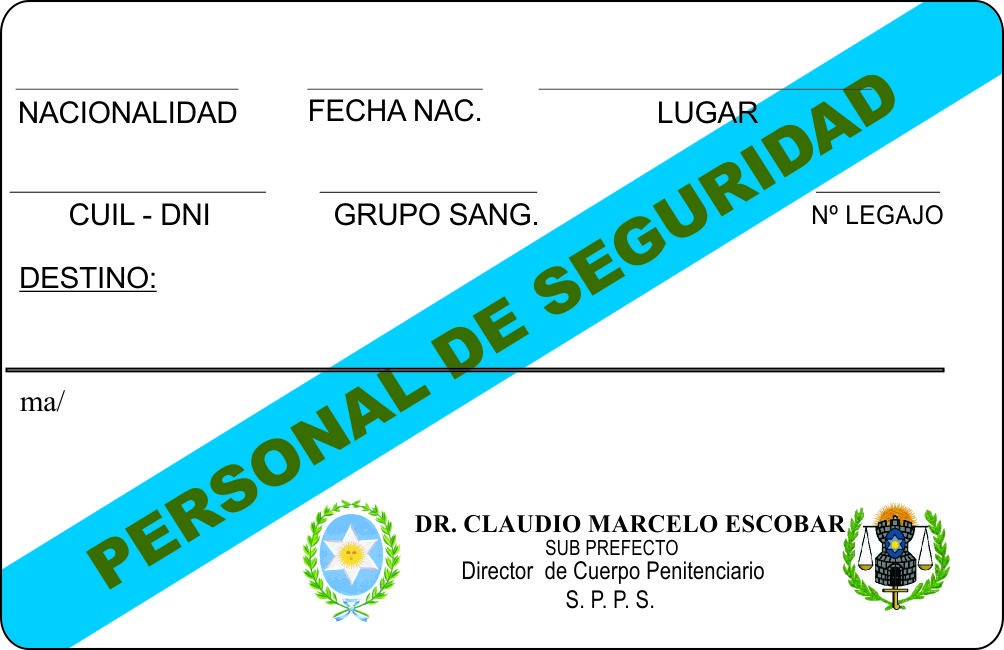 NACIONALIDAD FECHA NAC. LUGAR
CUIL - DNI GRUPO SANG. Nº LEGAJO
DESTINO:
PERSONAL DE SEGURIDAD
ma/
DR. CLAUDIO MARCELO ESCOBAR
SUB PREFECTO
Director de Cuerpo Penitenciario
S. P. P. S.